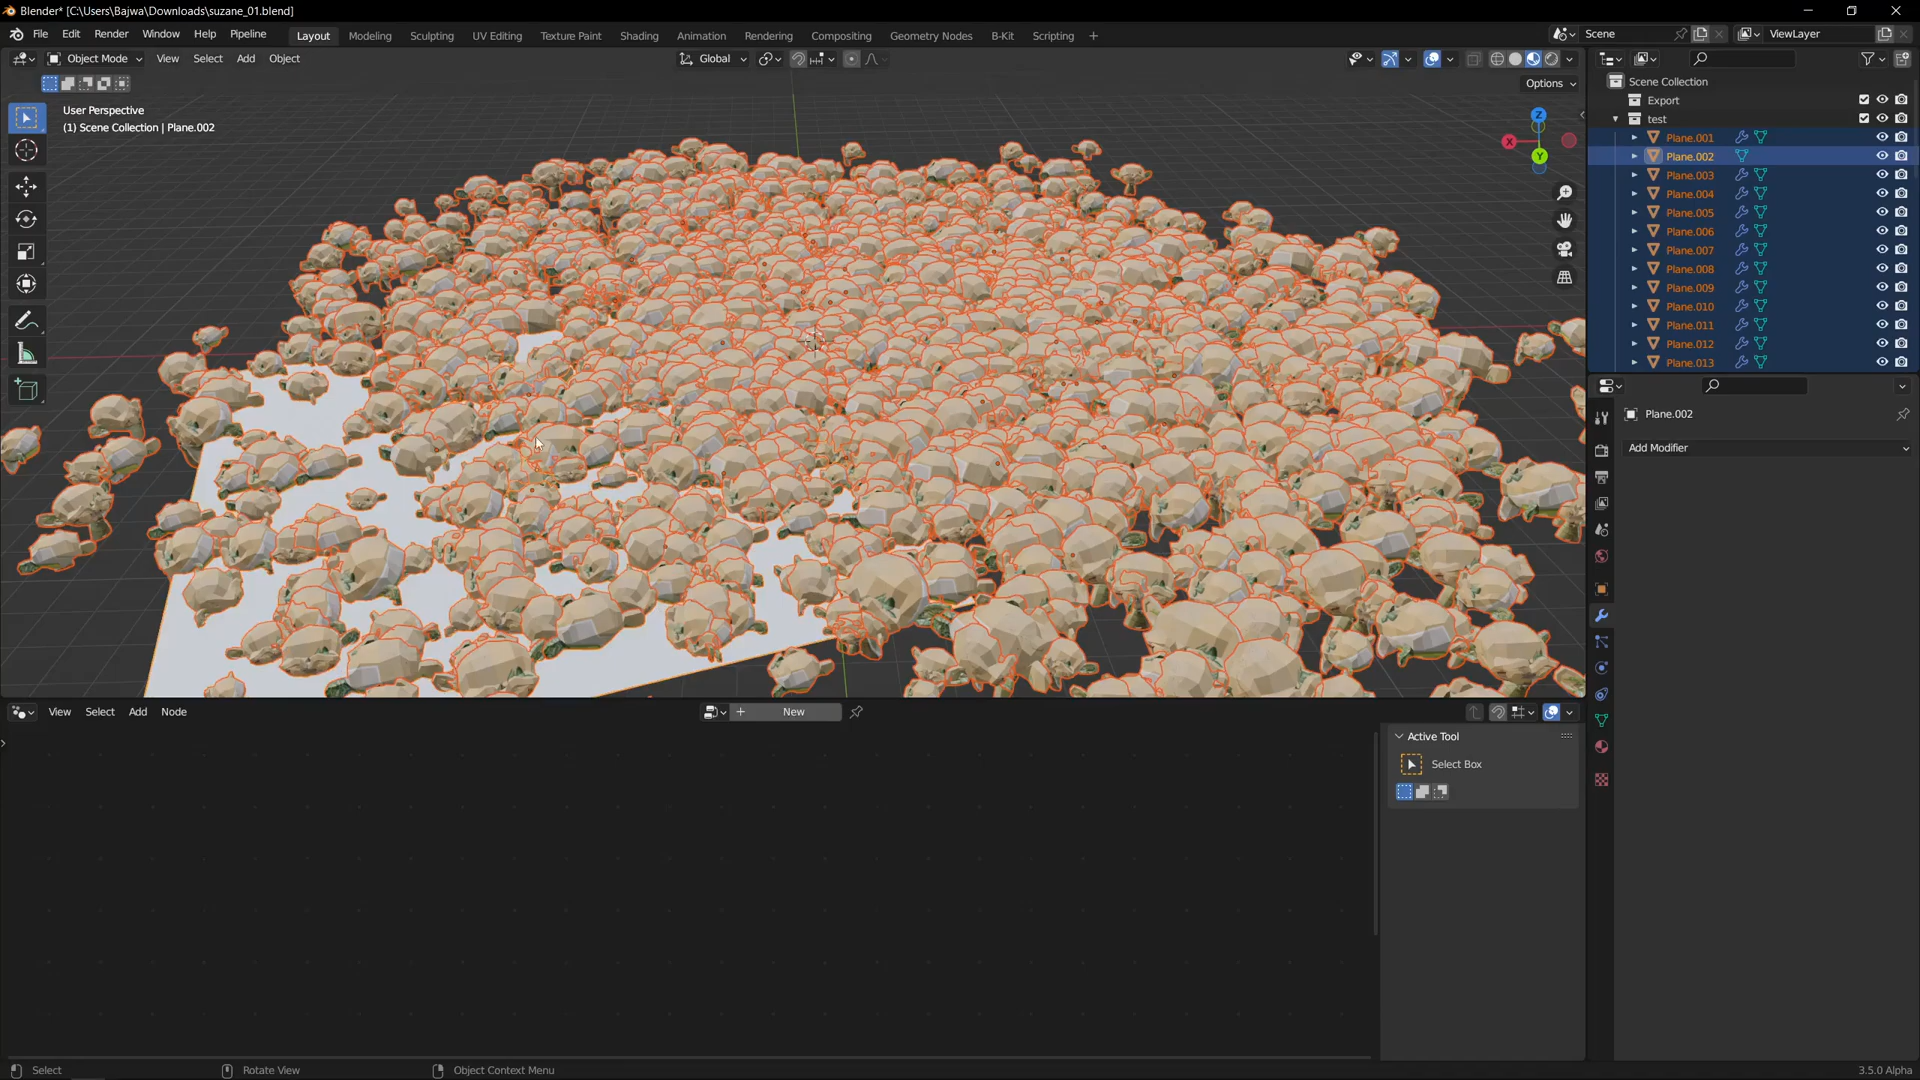 Blender* [C:\Users\Bajwa\Downloads\suzane_01.blend]
File Edit Render Window Help Pipeline Layout Modeling Sculpting UV Editing Texture Paint Shading Animation Rendering Compositing Geometry Nodes B-Kit Scripting + Scene ViewLayer
Object Mode View Select Add Object Global
Options
User Perspective
(1) Scene Collection | Plane.002
Z
X
Y
Scene Collection
Export
test
Plane.001
Plane.002
Plane.003
Plane.004
Plane.005
Plane.006
Plane.007
Plane.008
Plane.009
Plane.010
Plane.011
Plane.012
Plane.013
Plane.002
Add Modifier
View Select Add Node + New
Active Tool
Select Box
Select Rotate View Object Context Menu 3.5.0 Alpha